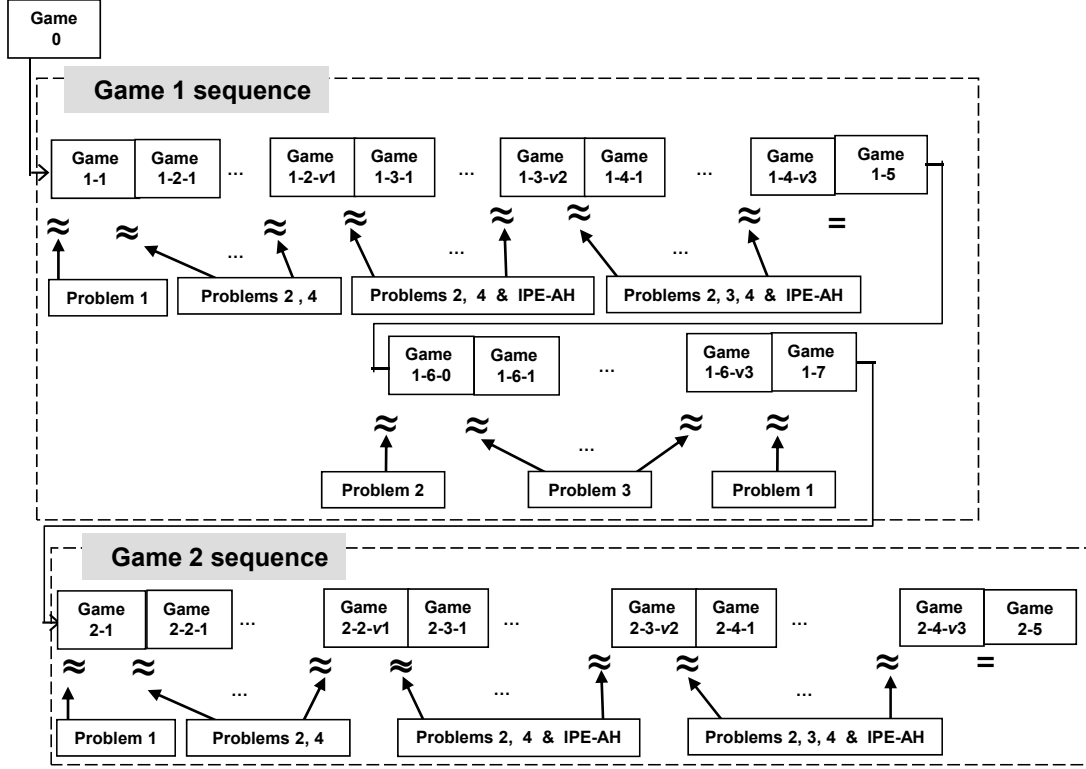 Game
0
Game 1 sequence
Game
1-1
Game
1-2-1
...
Game
1-2-v1
Game
1-3-1
...
Game
1-3-v2
Game
1-4-1
...
Game
1-4-v3
Game
1-5
≈ ≈ ≈ ≈ ≈ ≈ ≈ =
... ... ...
Problem 1
Problems 2 , 4
Problems 2, 4 & IPE-AH
Problems 2, 3, 4 & IPE-AH
Game
1-6-0
Game
1-6-1
...
Game
1-6-v3
Game
1-7
≈ ≈ ≈ ≈
...
Problem 2
Problem 3
Problem 1
Game 2 sequence
Game
2-1
Game
2-2-1
...
Game
2-2-v1
Game
2-3-1
...
Game
2-3-v2
Game
2-4-1
...
Game
2-4-v3
Game
2-5
≈ ≈ ≈ ≈ ≈ ≈ ≈ =
... ... ...
Problem 1
Problems 2, 4
Problems 2, 4 & IPE-AH
Problems 2, 3, 4 & IPE-AH